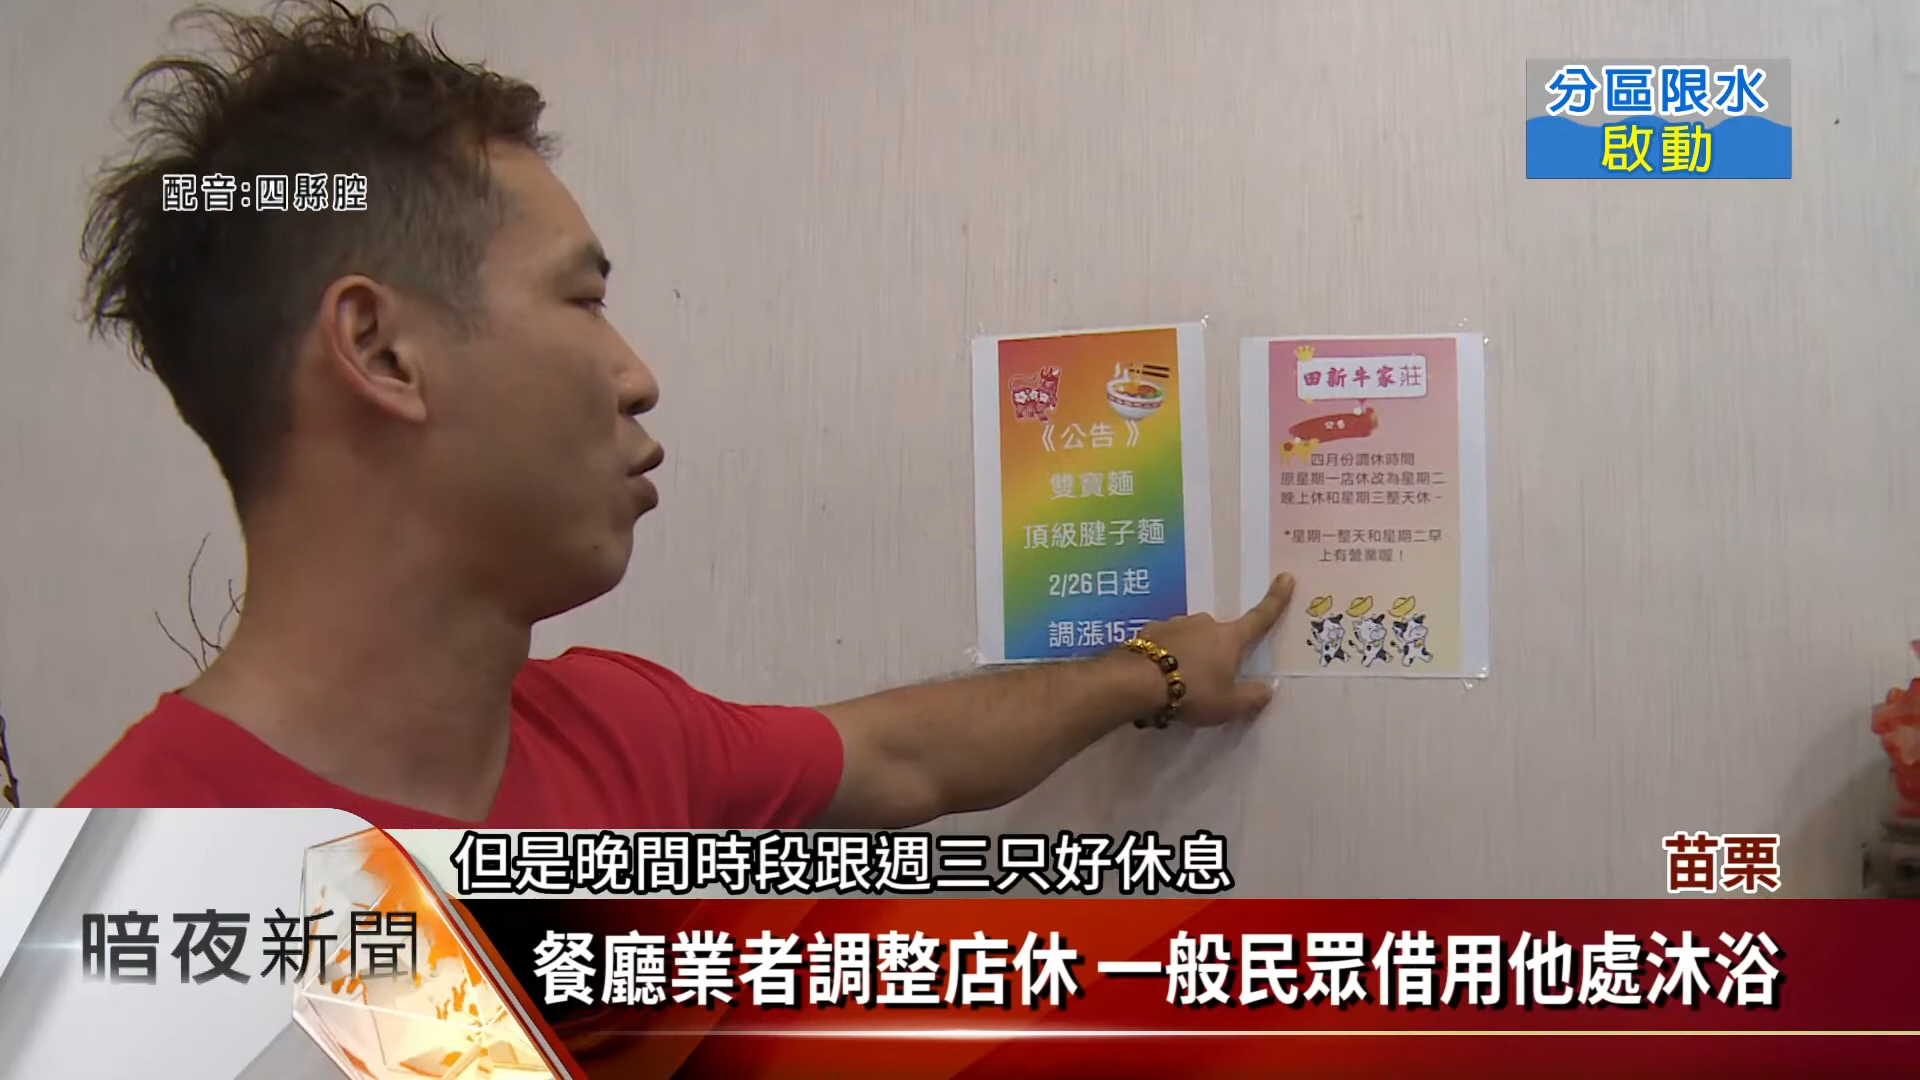 分區限水
啟動
配音:四縣腔
《公告》
雙寶麵
頂級腱子麵
2/26日起
調漲15元
田新牛家莊
公告
四月份調休時間
原星期一店休改為星期二
晚上休和星期三整天休~
*星期一整天和星期二早
上有營業喔!
但是晚間時段跟週三只好休息
苗栗
暗夜新聞
餐廳業者調整店休 一般民眾借用他處沐浴